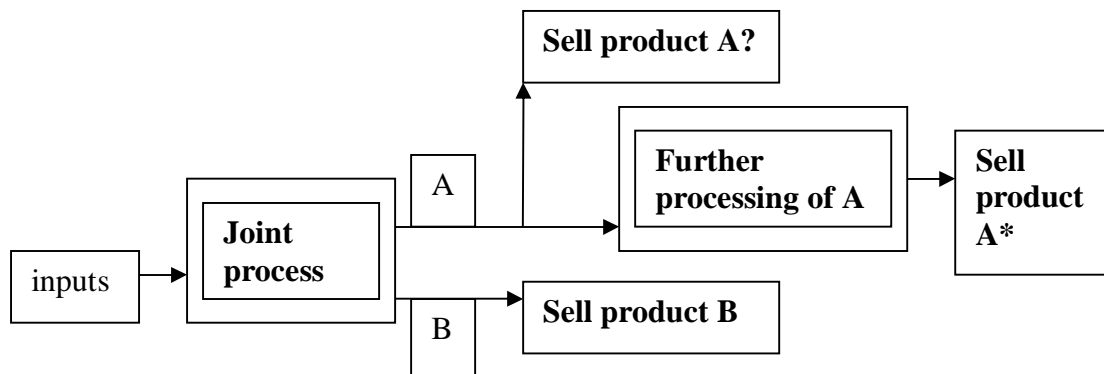 Sell product A?
Further
processing of A
Sell
product
A*
A
Joint
process
inputs
Sell product B
B